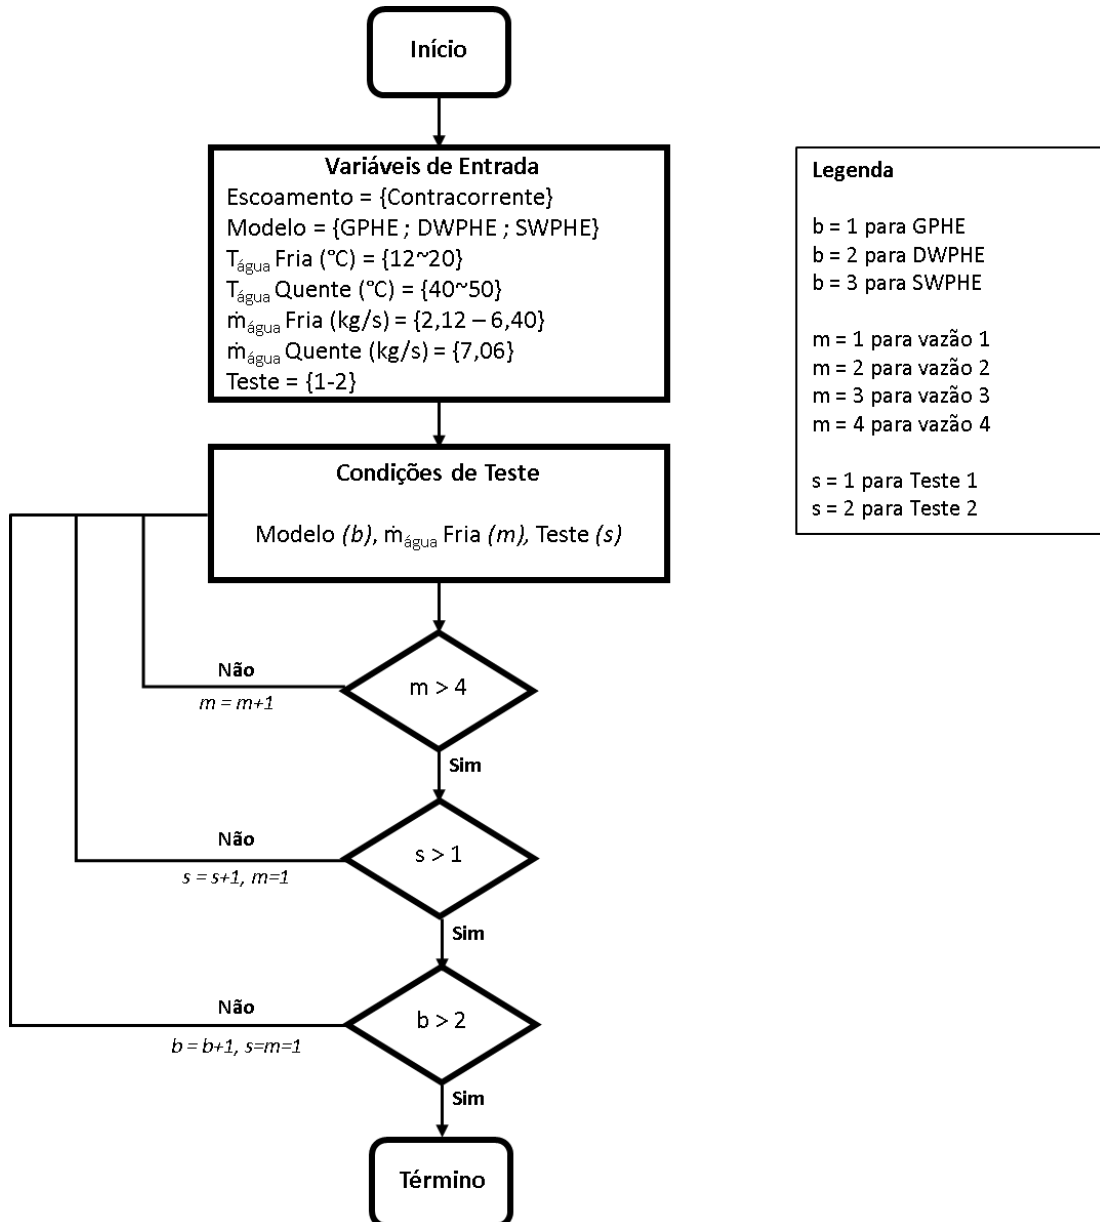 Início
Variáveis de Entrada
Escoamento = {Contracorrente}
Modelo = {GPHE ; DWPHE ; SWPHE}
Tágua Fria (°C) = {12~20}
Tágua Quente (°C) = {40~50}
ṁágua Fria (kg/s) = {2,12 – 6,40}
ṁágua Quente (kg/s) = {7,06}
Teste = {1-2}
Legenda
b = 1 para GPHE
b = 2 para DWPHE
b = 3 para SWPHE
m = 1 para vazão 1
m = 2 para vazão 2
m = 3 para vazão 3
m = 4 para vazão 4
s = 1 para Teste 1
s = 2 para Teste 2
Condições de Teste
Modelo (b), ṁágua Fria (m), Teste (s)
Não
m = m+1
m > 4
Sim
Não
s = s+1, m=1
s > 1
Sim
Não
b = b+1, s=m=1
b > 2
Sim
Término